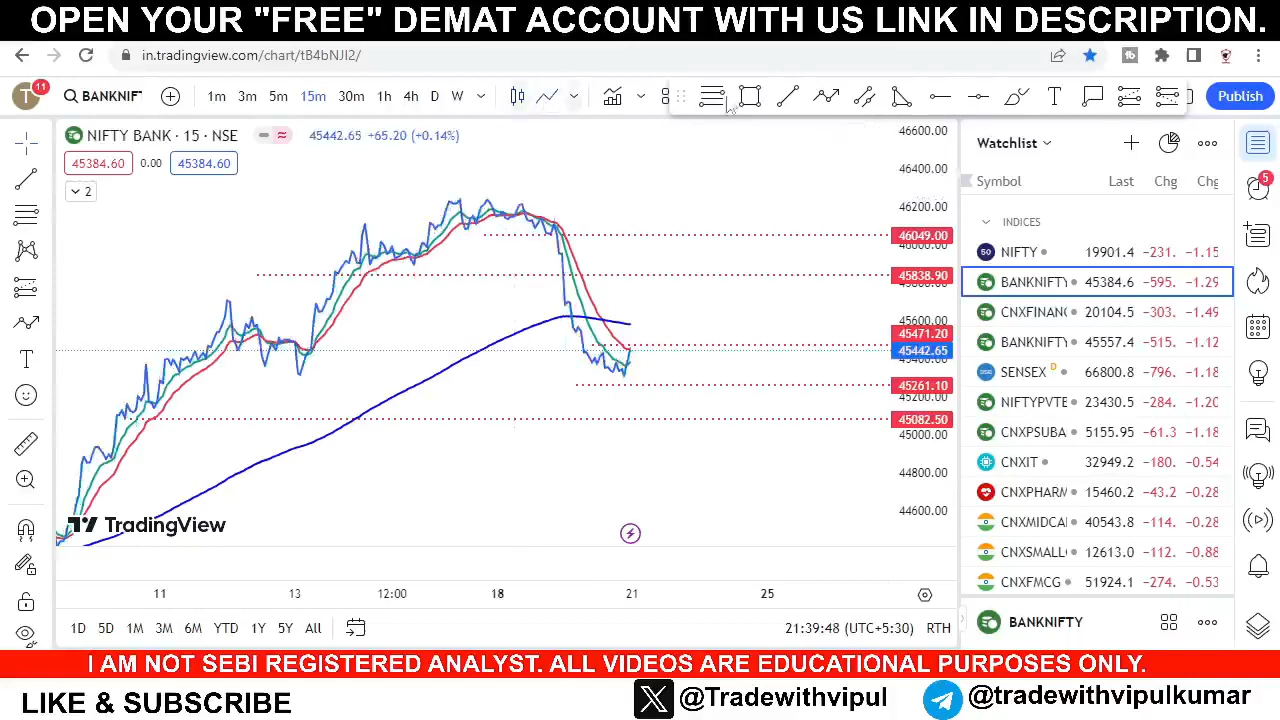 OPEN YOUR "FREE" DEMAT ACCOUNT WITH US LINK IN DESCRIPTION.
in.tradingview.com/chart/tB4bNJI2/
T 11 BANKNIFT 1m 3m 5m 15m 30m 1h 4h D W Publish
NIFTY BANK · 15 · NSE 45442.65 +65.20 (+0.14%)
45384.60 0.00 45384.60
2
46600.00
46400.00
46200.00
46049.00
45838.90
45600.00
45471.20
45442.65
45261.10
45200.00
45082.50
45000.00
44800.00
44600.00
TradingView
11 13 12:00 18 21 25
1D 5D 1M 3M 6M YTD 1Y 5Y All 21:39:48 (UTC+5:30) RTH
Watchlist
Symbol Last Chg Chg
INDICES
50 NIFTY 19901.4 −231. −1.15
BANKNIFTY 45384.6 −595. −1.29
CNXFINAN 20104.5 −303. −1.49
BANKNIFTY 45557.4 −515. −1.12
SENSEX D 66800.8 −796. −1.18
NIFTYPVTE 23430.5 −284. −1.20
CNXPSUBA 5155.95 −61.3 −1.18
CNXIT 32949.2 −180. −0.54
CNXPHARM 15460.2 −43.2 −0.28
CNXMIDCA 40543.8 −114. −0.28
CNXSMALL 12613.0 −112. −0.88
CNXFMCG 51924.1 −274. −0.53
BANKNIFTY
5
I AM NOT SEBI REGISTERED ANALYST. ALL VIDEOS ARE EDUCATIONAL PURPOSES ONLY.
LIKE & SUBSCRIBE @Tradewithvipul @tradewithvipulkumar